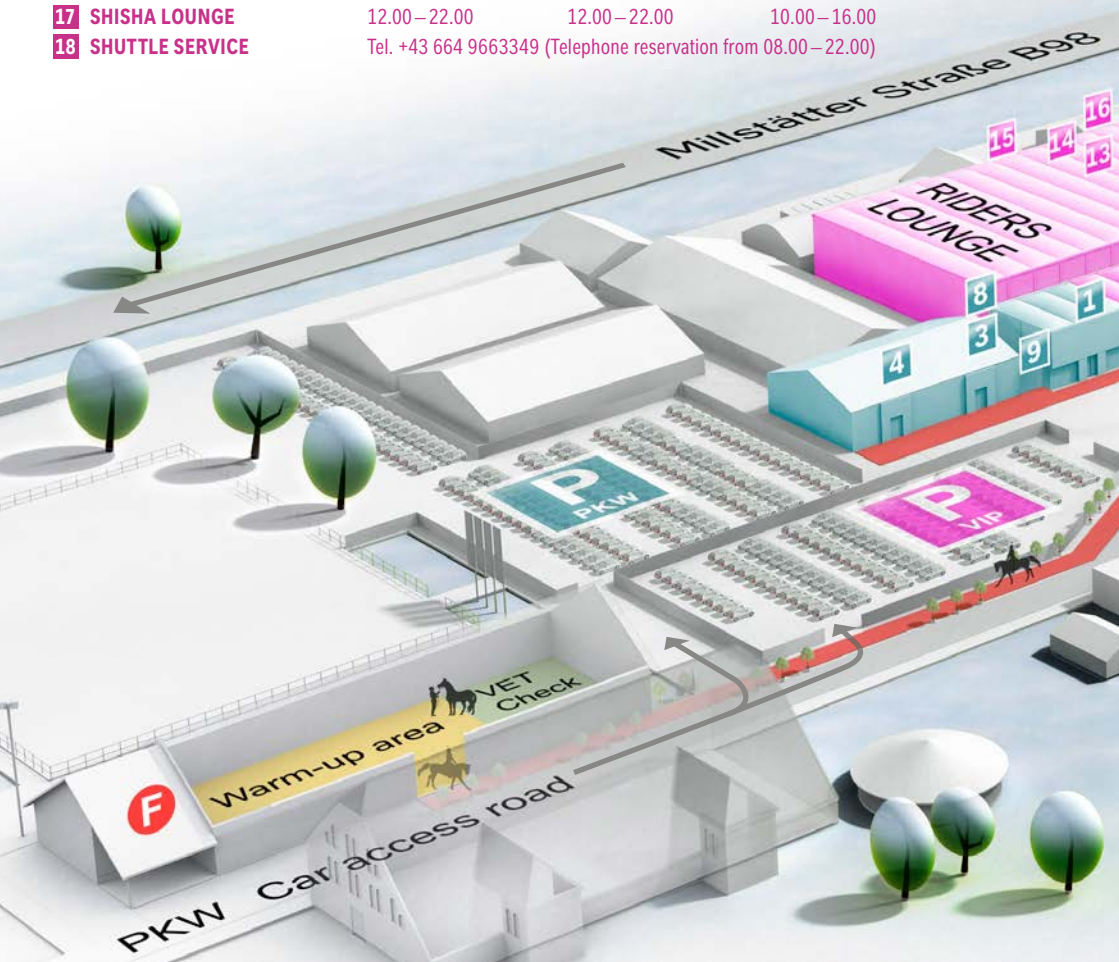 17 SHISHA LOUNGE 12.00–22.00 12.00–22.00 10.00–16.00
18 SHUTTLE SERVICE Tel. +43 664 9663349 (Telephone reservation from 08.00–22.00)
Millstätter Straße B98
16
15
14
13
RIDERS
LOUNGE
8
1
3
9
4
P
PKW
P
VIP
VET
Check
Warm-up area
F
PKW Car access road